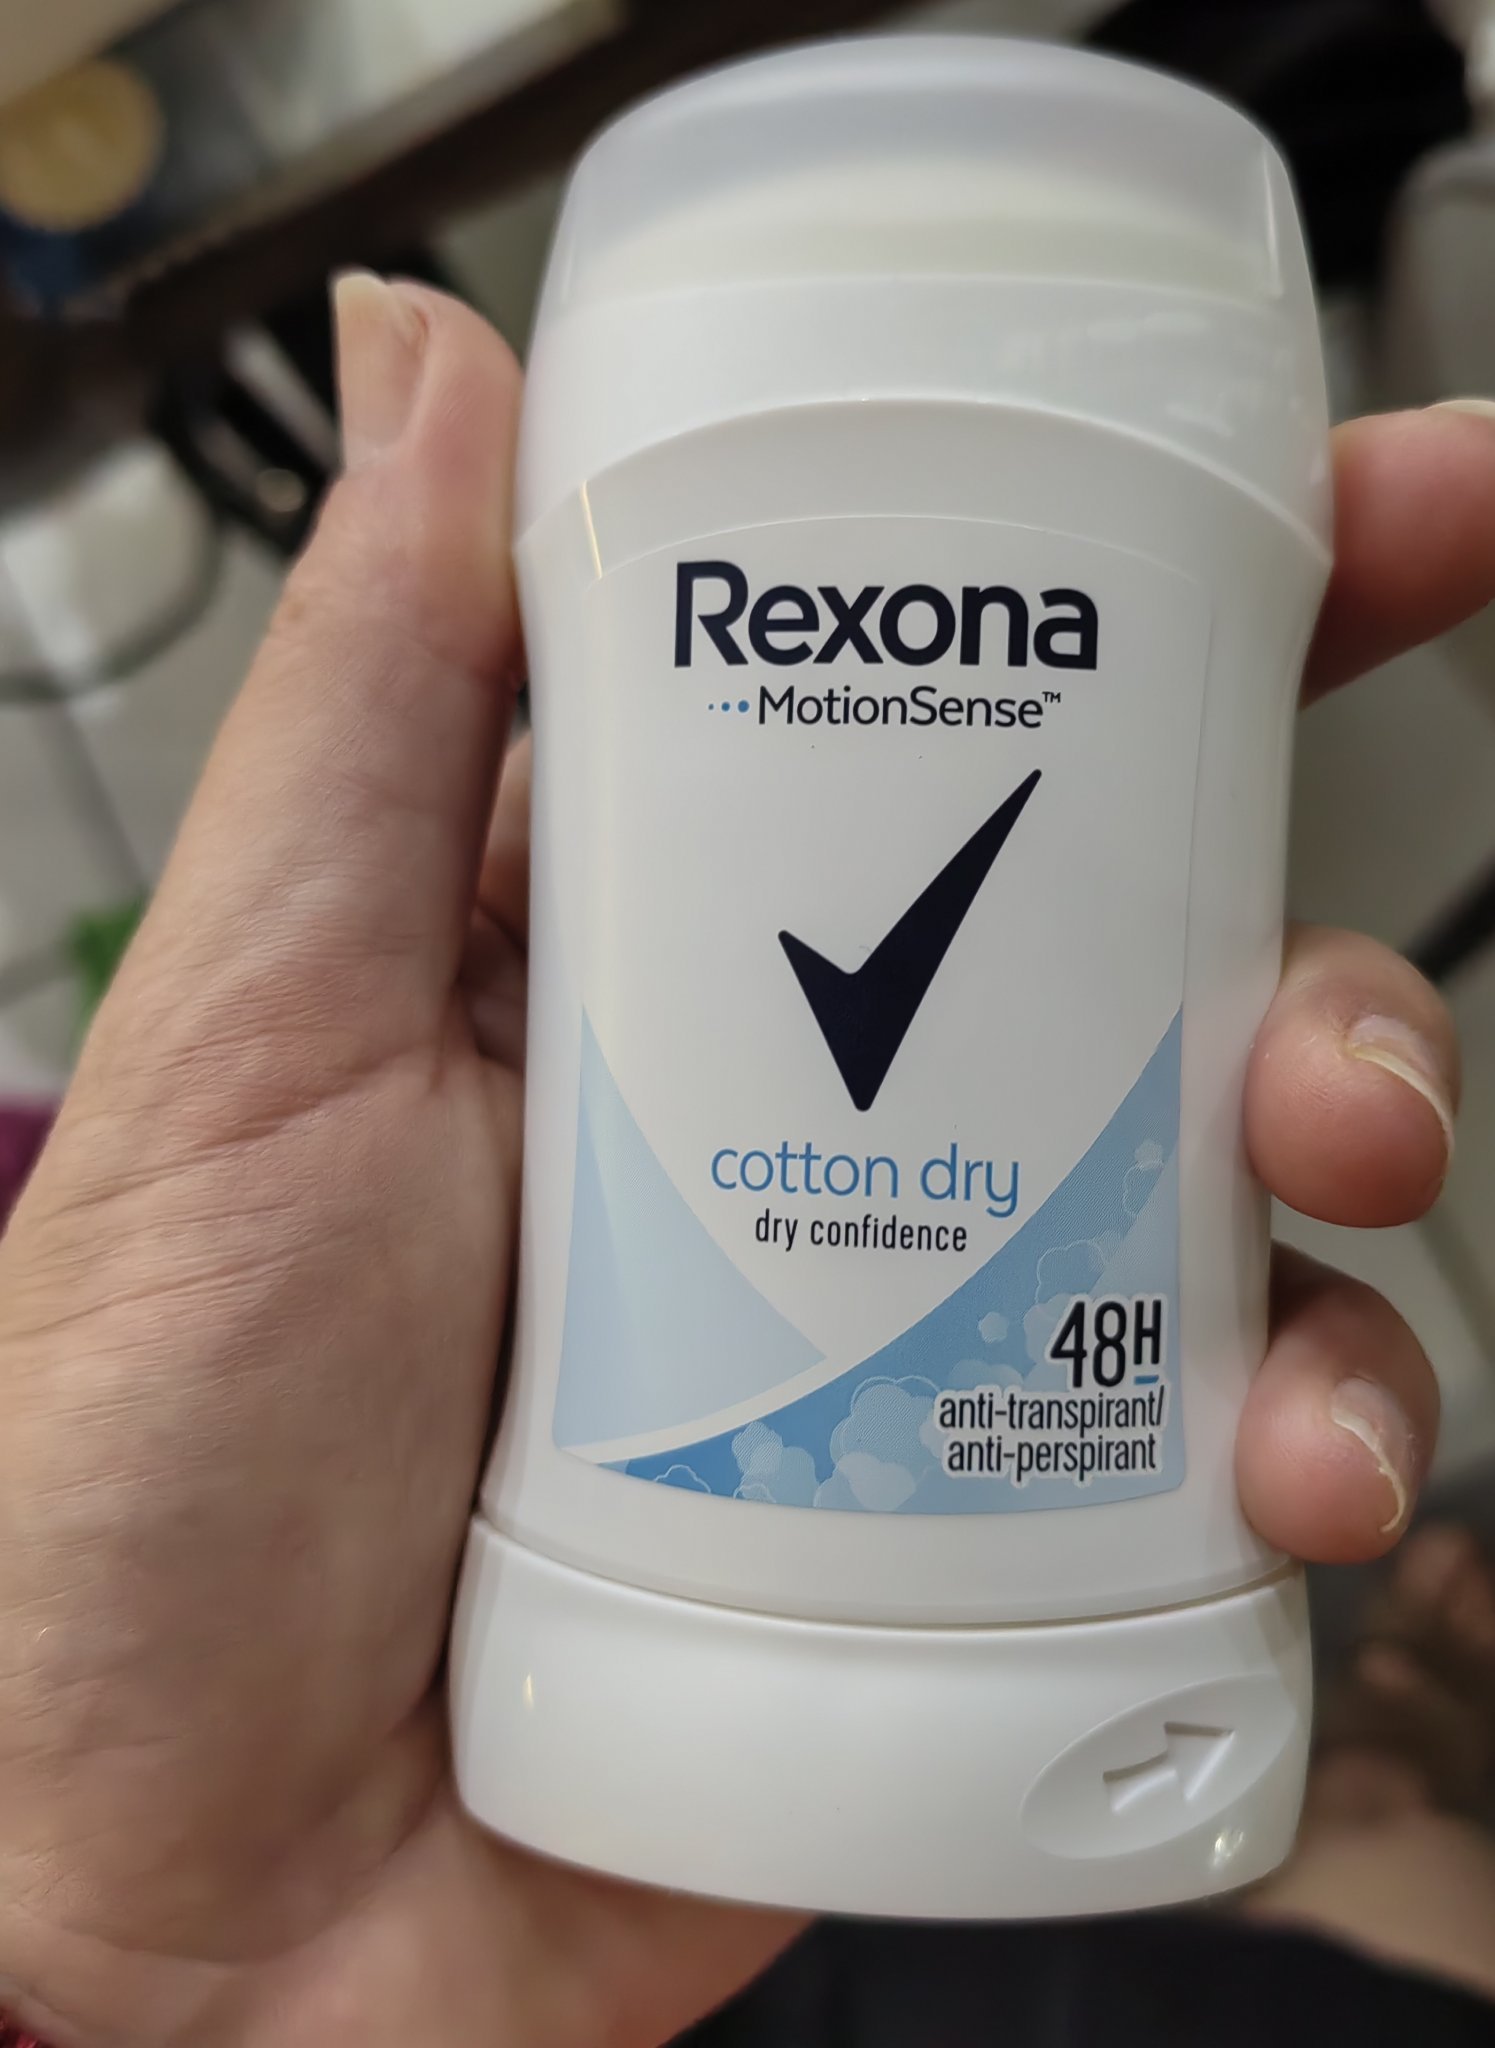 Rexona
MotionSense™
cotton dry
dry confidence
48H
anti-transpirant/
anti-perspirant